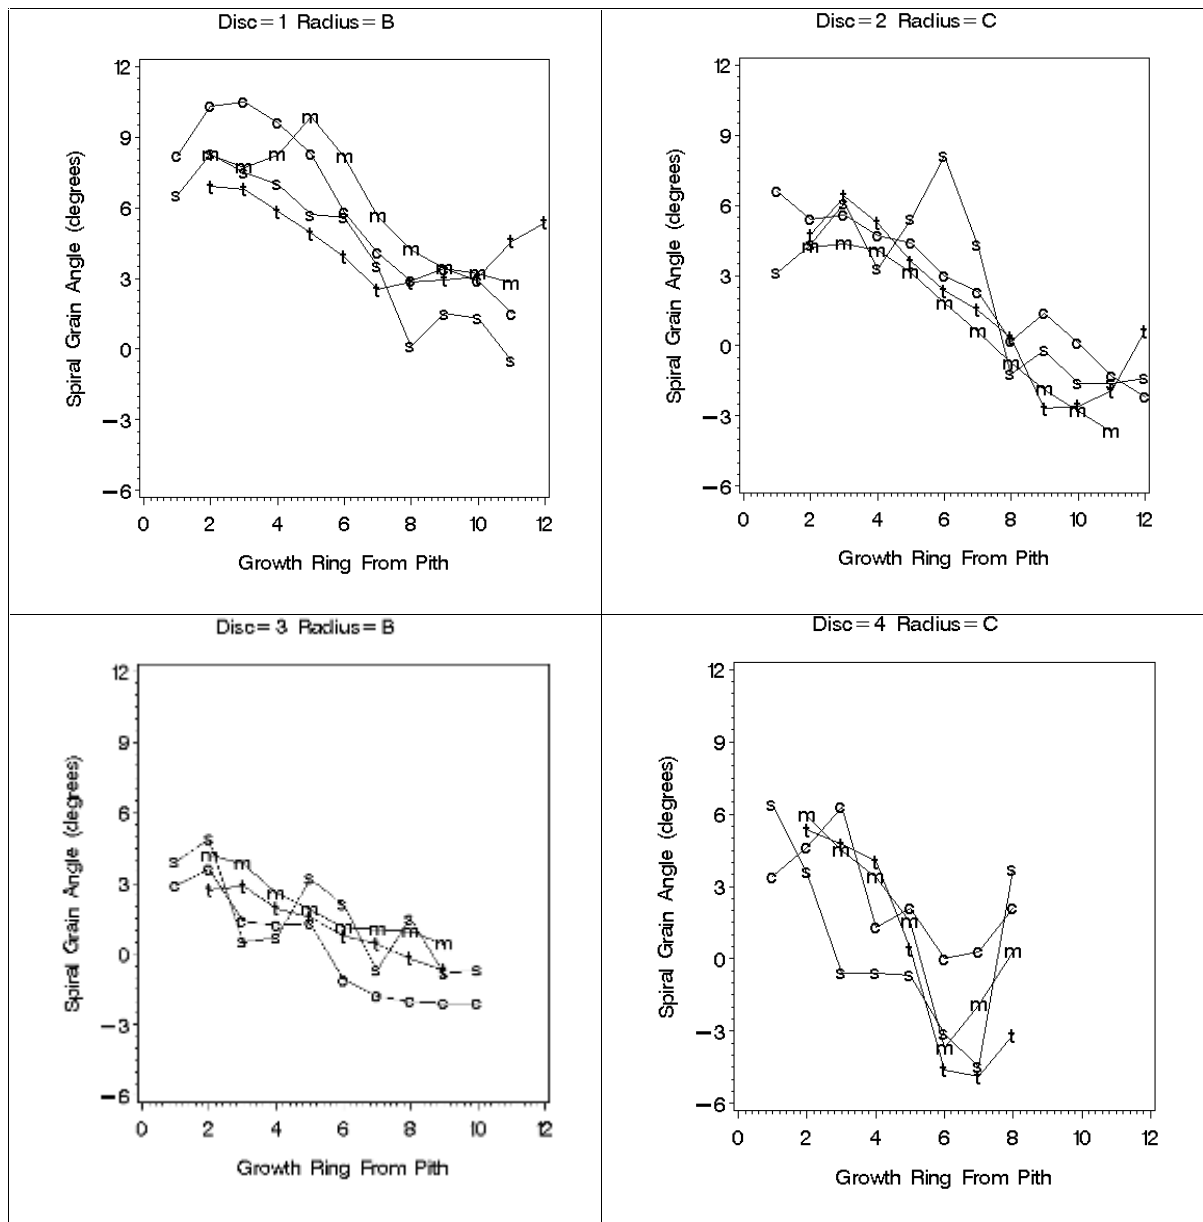 Disc=1 Radius=B
12
9
6
3
0
−3
−6
Spiral Grain Angle (degrees)
0 2 4 6 8 10 12
Growth Ring From Pith
Disc=2 Radius=C
12
9
6
3
0
−3
−6
Spiral Grain Angle (degrees)
0 2 4 6 8 10 12
Growth Ring From Pith
Disc=3 Radius=B
12
9
6
3
0
−3
−6
Spiral Grain Angle (degrees)
0 2 4 6 8 10 12
Growth Ring From Pith
Disc=4 Radius=C
12
9
6
3
0
−3
−6
Spiral Grain Angle (degrees)
0 2 4 6 8 10 12
Growth Ring From Pith